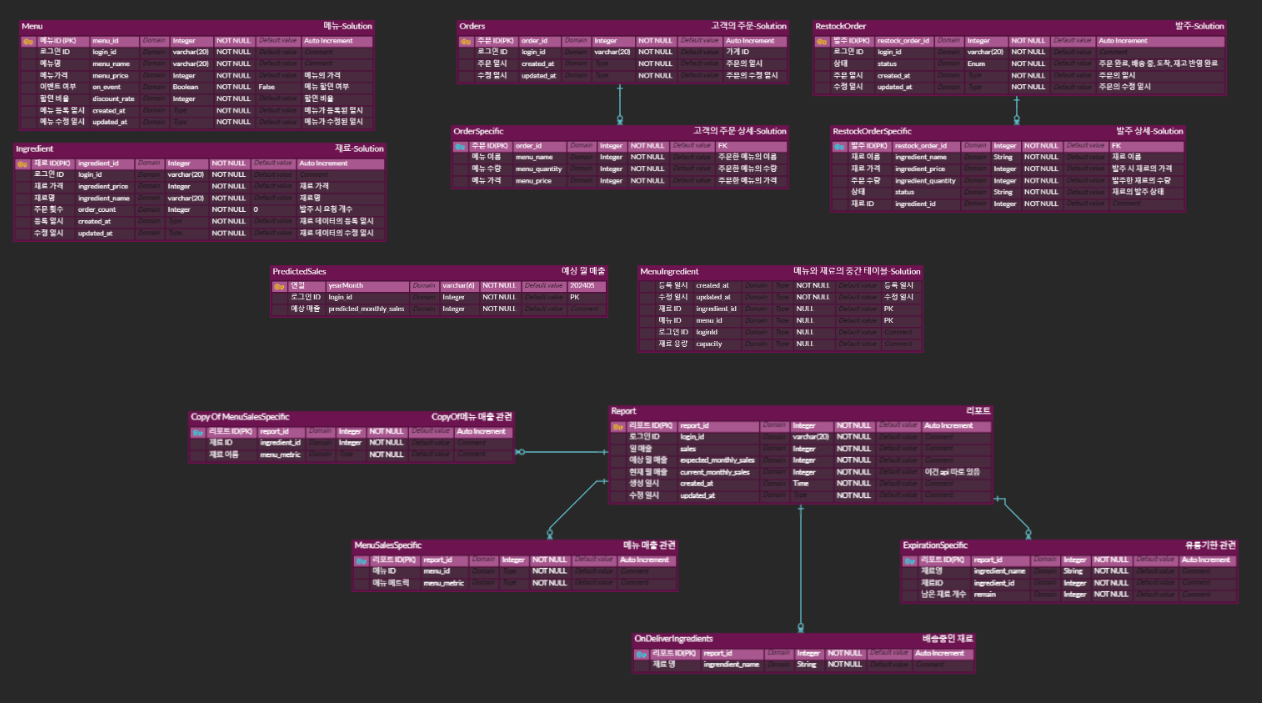 Menu 메뉴-Solution
메뉴ID (PK) menu_id Domain Integer NOT NULL Default value Auto Increment
로그인 ID login_id Domain varchar(20) NOT NULL Default value Comment
메뉴명 menu_name Domain varchar(20) NOT NULL Default value Comment
메뉴가격 menu_price Domain Integer NOT NULL Default value 메뉴의 가격
이벤트 여부 on_event Domain Boolean NOT NULL False 메뉴 할인 여부
할인 비율 discount_rate Domain Integer NOT NULL Default value 할인 비율
메뉴 등록 일시 created_at Domain Type NOT NULL Default value 메뉴가 등록된 일시
메뉴 수정 일시 updated_at Domain Type NOT NULL Default value 메뉴가 수정된 일시
Orders 고객의 주문-Solution
주문 ID(PK) order_id Domain Integer NOT NULL Default value Auto Increment
로그인 ID login_id Domain varchar(20) NOT NULL Default value 가게 ID
주문 일시 created_at Domain Type NOT NULL Default value 주문의 일시
수정 일시 updated_at Domain Type NOT NULL Default value 주문의 수정 일시
RestockOrder 발주-Solution
발주 ID(PK) restock_order_id Domain Integer NOT NULL Default value Auto Increment
로그인 ID login_id Domain varchar(20) NOT NULL Default value Comment
상태 status Domain Enum NOT NULL Default value 주문 완료, 배송 중, 도착, 재고 반영 완료
주문 일시 created_at Domain Type NOT NULL Default value 주문의 일시
수정 일시 updated_at Domain Type NOT NULL Default value 주문의 수정 일시
Ingredient 재료-Solution
재료 ID(PK) ingredient_id Domain Integer NOT NULL Default value Auto Increment
로그인 ID login_id Domain varchar(20) NOT NULL Default value Comment
재료 가격 ingredient_price Domain Integer NOT NULL Default value 재료 가격
재료명 ingredient_name Domain varchar(20) NOT NULL Default value 재료명
주문 횟수 order_count Domain Integer NOT NULL 0 발주 시 요청 개수
등록 일시 created_at Domain Type NOT NULL Default value 재료 데이터의 등록 일시
수정 일시 updated_at Domain Type NOT NULL Default value 재료 데이터의 수정 일시
OrderSpecific 고객의 주문 상세-Solution
주문 ID(PK) order_id Domain Integer NOT NULL Default value FK
메뉴 이름 menu_name Domain Integer NOT NULL Default value 주문한 메뉴의 이름
메뉴 수량 menu_quantity Domain Integer NOT NULL Default value 주문한 메뉴의 수량
메뉴 가격 menu_price Domain Integer NOT NULL Default value 주문한 메뉴의 가격
RestockOrderSpecific 발주 상세-Solution
발주 ID(PK) restock_order_id Domain Integer NOT NULL Default value FK
재료 이름 ingredient_name Domain String NOT NULL Default value 재료 이름
재료 가격 ingredient_price Domain Integer NOT NULL Default value 발주 시 재료의 가격
주문 수량 ingredient_quantity Domain Integer NOT NULL Default value 발주한 재료의 수량
상태 status Domain String NOT NULL Default value 재료의 발주 상태
재료 ID ingredient_id Domain Integer NOT NULL Default value Comment
PredictedSales 예상 월 매출
연월 yearMonth Domain varchar(6) NOT NULL Default value 202405
로그인 ID login_id Domain Integer NOT NULL Default value PK
예상 매출 predicted_monthly_sales Domain Integer NOT NULL Default value Comment
MenuIngredient 메뉴와 재료의 중간 테이블-Solution
등록 일시 created_at Domain Type NOT NULL Default value 등록 일시
수정 일시 updated_at Domain Type NOT NULL Default value 수정 일시
재료 ID ingredient_id Domain Type NULL Default value PK
메뉴 ID menu_id Domain Type NULL Default value PK
로그인 ID loginId Domain Type NULL Default value Comment
재료 용량 capacity Domain Type NULL Default value Comment
Copy Of MenuSalesSpecific CopyOf메뉴 매출 관련
리포트 ID(PK) report_id Domain Integer NOT NULL Default value Auto Increment
재료 ID ingredient_id Domain Integer NOT NULL Default value Comment
재료 이름 menu_metric Domain Type NOT NULL Default value Comment
Report 리포트
리포트 ID(PK) report_id Domain Integer NOT NULL Default value Auto Increment
로그인 ID login_id Domain varchar(20) NOT NULL Default value Comment
월 매출 sales Domain Integer NOT NULL Default value Comment
예상 월 매출 expected_monthly_sales Domain Integer NOT NULL Default value Comment
현재 월 매출 current_monthly_sales Domain Integer NOT NULL Default value 이건 api 따로 있음
생성 일시 created_at Domain Time NOT NULL Default value Comment
수정 일시 updated_at Domain Type NOT NULL Default value Comment
MenuSalesSpecific 메뉴 매출 관련
리포트 ID(PK) report_id Domain Integer NOT NULL Default value Auto Increment
메뉴 ID menu_id Domain Type NOT NULL Default value Comment
메뉴 메트릭 menu_metric Domain Type NOT NULL Default value Comment
ExpirationSpecific 유통기한 관련
리포트 ID(PK) report_id Domain Integer NOT NULL Default value Auto Increment
재료명 ingredient_name Domain String NOT NULL Default value Comment
재료ID ingredient_id Domain Integer NOT NULL Default value Comment
남은 재료 개수 remain Domain Integer NOT NULL Default value Comment
OnDeliverIngredients 배송중인 재료
리포트 ID(PK) report_id Domain Integer NOT NULL Default value Auto Increment
재료 명 ingrendient_name Domain String NOT NULL Default value Comment